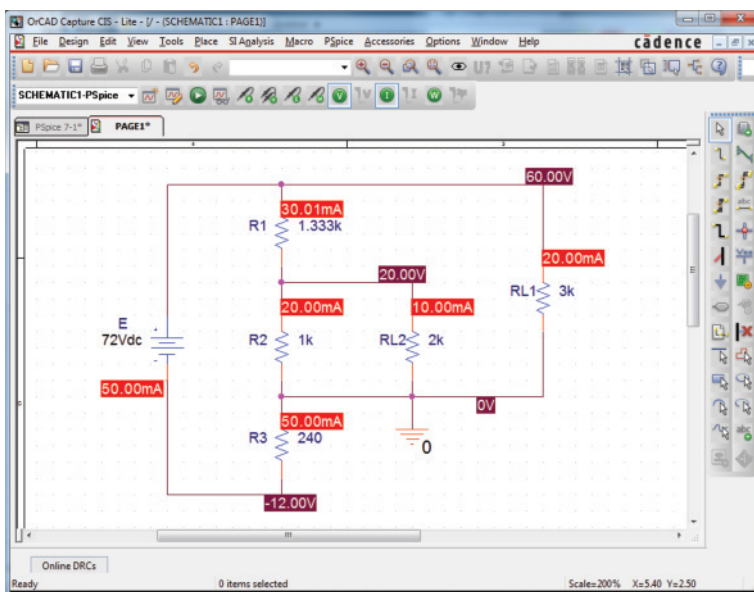 OrCAD Capture CIS - Lite - [/ - (SCHEMATIC1 : PAGE1)]
File Design Edit View Tools Place SI Analysis Macro PSpice Accessories Options Window Help
cādence
U?
SCHEMATIC1-PSpice
V I W
PSpice 7-1* PAGE1*
60.00V
30.01mA
R1 1.333k
20.00mA
20.00V
RL1 3k
20.00mA 10.00mA
E
72Vdc
R2 1k RL2 2k
50.00mA
0V
50.00mA
R3 240
0
-12.00V
Online DRCs
Ready 0 items selected Scale=200% X=5.40 Y=2.50